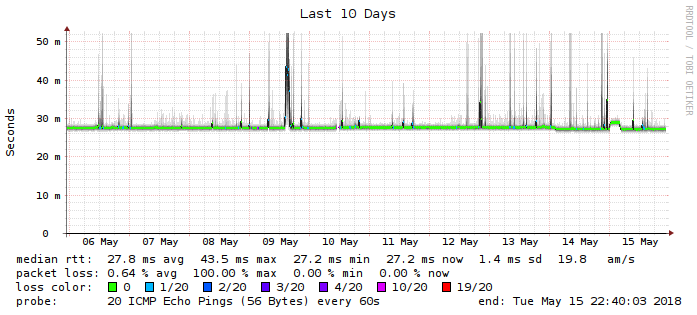 Last 10 Days
RRDTOOL / TOBI OETIKER
Seconds
50 m
40 m
30 m
20 m
10 m
0
06 May 07 May 08 May 09 May 10 May 11 May 12 May 13 May 14 May 15 May
median rtt: 27.8 ms avg 43.5 ms max 27.2 ms min 27.2 ms now 1.4 ms sd 19.8 am/s
packet loss: 0.64 % avg 100.00 % max 0.00 % min 0.00 % now
loss color: 0 1/20 2/20 3/20 4/20 10/20 19/20
probe: 20 ICMP Echo Pings (56 Bytes) every 60s end: Tue May 15 22:40:03 2018